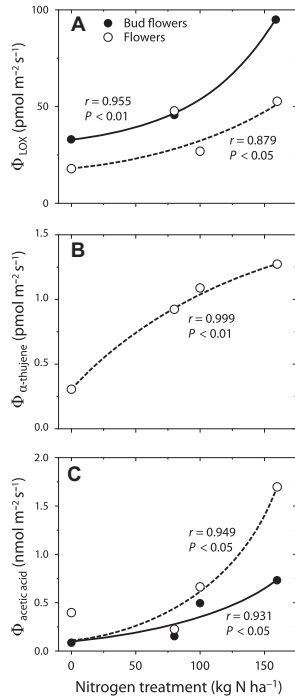 A
Bud flowers
Flowers
100
50
0
Φ LOX (pmol m⁻² s⁻¹)
r = 0.955
P < 0.01
r = 0.879
P < 0.05
B
1.5
1.0
0.5
0.0
Φ α-thujene (pmol m⁻² s⁻¹)
r = 0.999
P < 0.01
C
2.0
1.5
1.0
0.5
0.0
Φ acetic acid (nmol m⁻² s⁻¹)
r = 0.949
P < 0.05
r = 0.931
P < 0.05
0 50 100 150
Nitrogen treatment (kg N ha⁻¹)